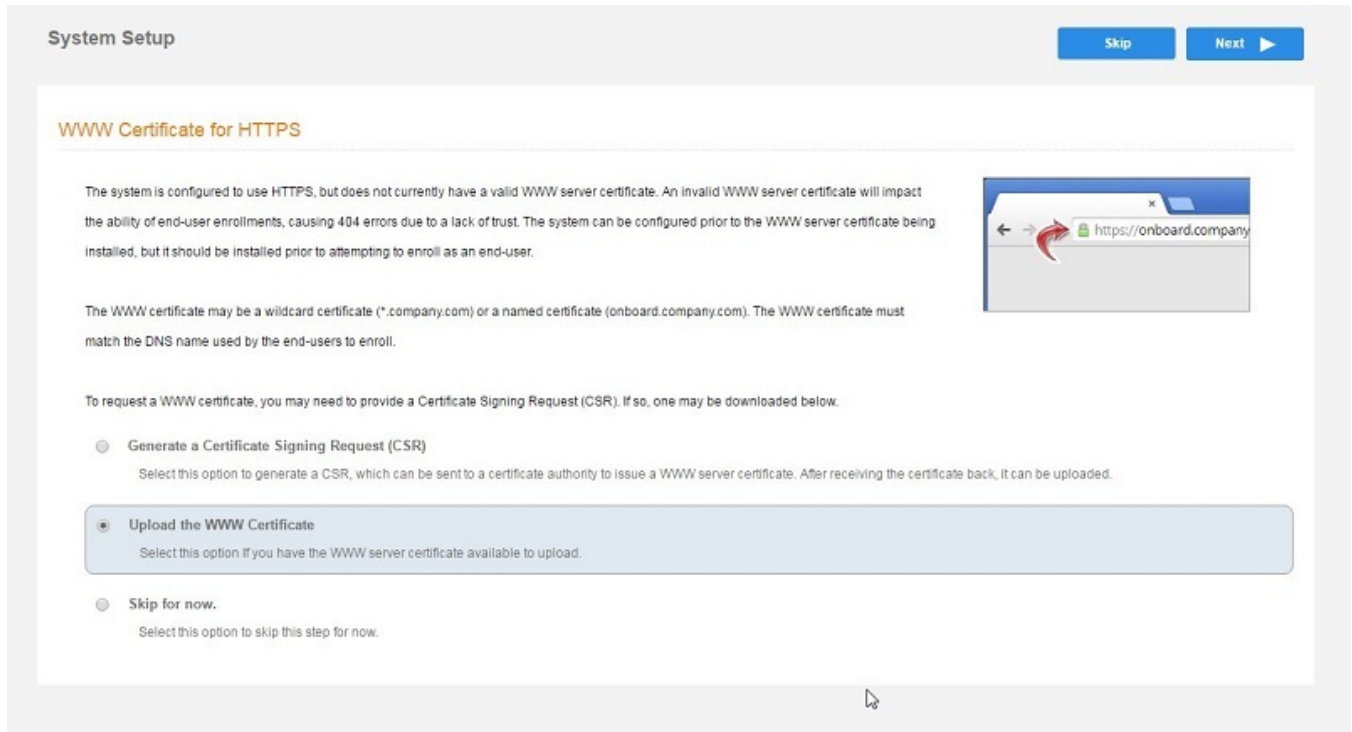 System Setup
Skip
Next
WWW Certificate for HTTPS
The system is configured to use HTTPS, but does not currently have a valid WWW server certificate. An invalid WWW server certificate will impact
the ability of end-user enrollments, causing 404 errors due to a lack of trust. The system can be configured prior to the WWW server certificate being
installed, but it should be installed prior to attempting to enroll as an end-user.
https://onboard.company
The WWW certificate may be a wildcard certificate (*.company.com) or a named certificate (onboard.company.com). The WWW certificate must
match the DNS name used by the end-users to enroll.
To request a WWW certificate, you may need to provide a Certificate Signing Request (CSR). If so, one may be downloaded below.
Generate a Certificate Signing Request (CSR)
Select this option to generate a CSR, which can be sent to a certificate authority to issue a WWW server certificate. After receiving the certificate back, it can be uploaded.
Upload the WWW Certificate
Select this option If you have the WWW server certificate available to upload.
Skip for now.
Select this option to skip this step for now.